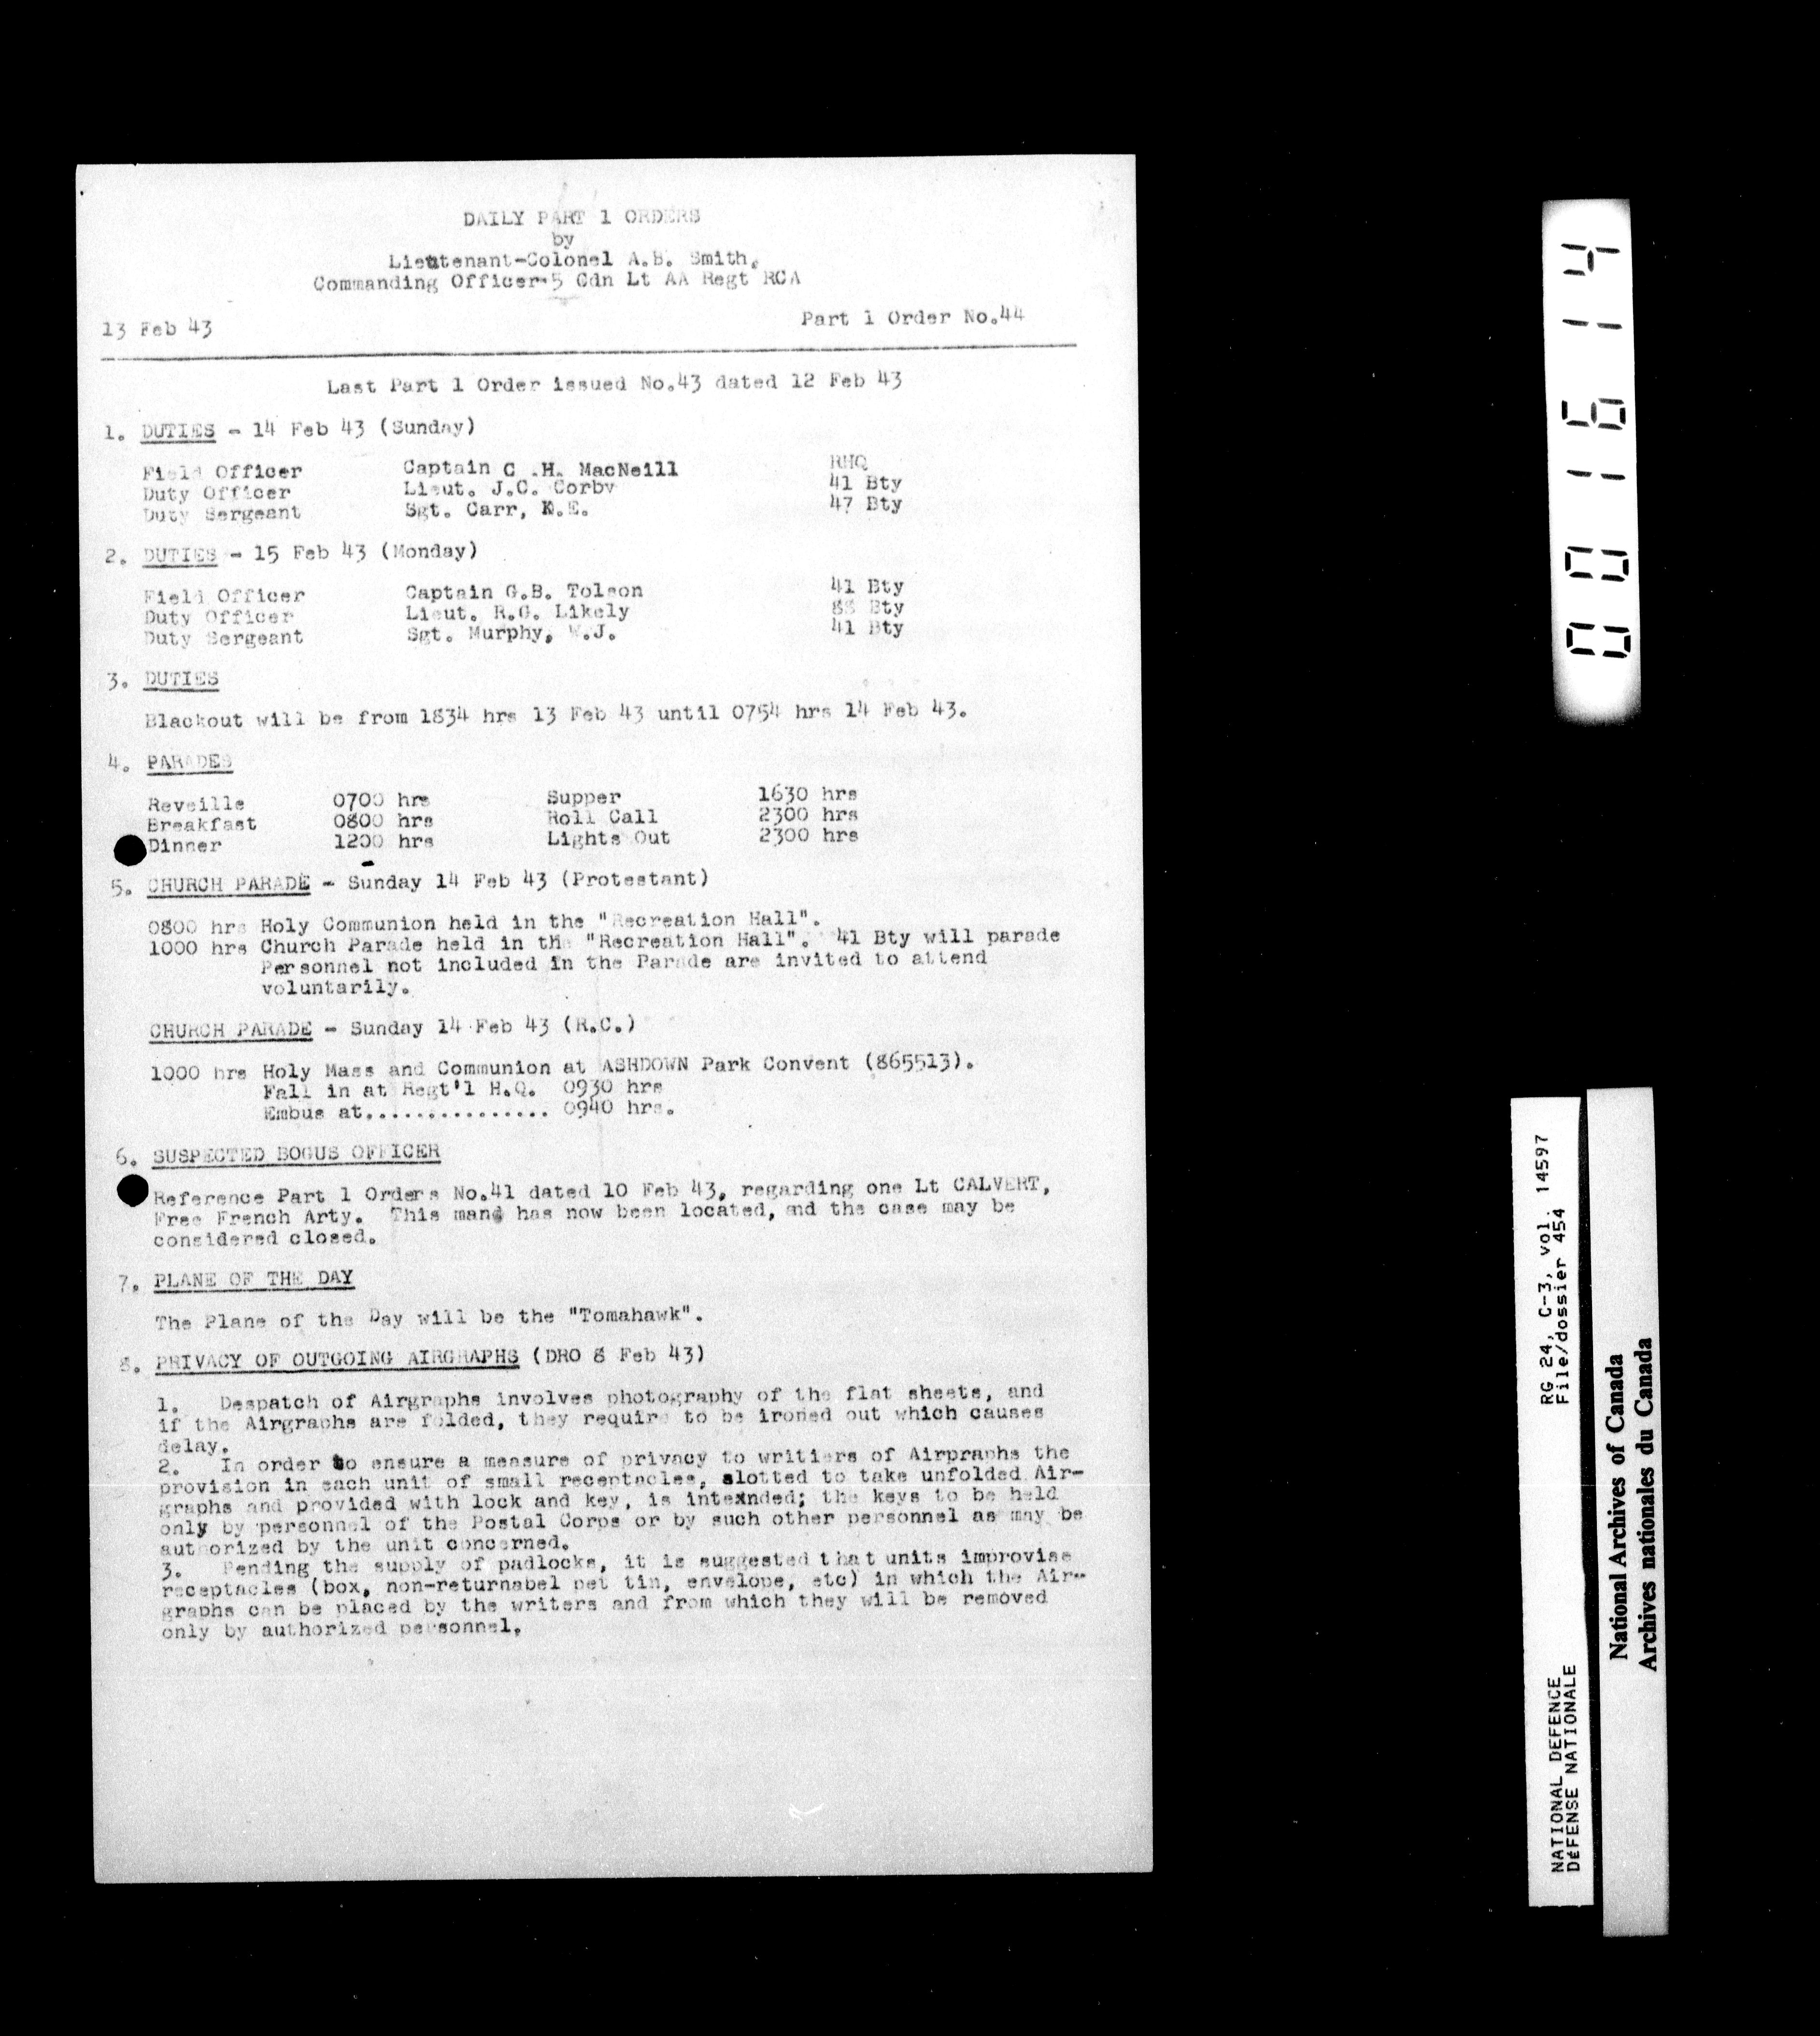 DAILY PART 1 ORDERS
by
Lieutenant-Colonel A.B. Smith,
Commanding Officer-5 Cdn Lt AA Regt RCA
13 Feb 43 Part 1 Order No.44
Last Part 1 Order issued No.43 dated 12 Feb 43
1. DUTIES - 14 Feb 43 (Sunday)
Field Officer Captain C .H. MacNeill RHQ
Duty Officer Lieut. J.C. Corby 41 Bty
Duty Sergeant Sgt. Carr, K.E. 47 Bty
2. DUTIES - 15 Feb 43 (Monday)
Field Officer Captain G.B. Tolson 41 Bty
Duty Officer Lieut. R.G. Likely 88 Bty
Duty Sergeant Sgt. Murphy, W.J. 41 Bty
3. DUTIES
Blackout will be from 1834 hrs 13 Feb 43 until 0754 hrs 14 Feb 43.
4. PARADES
Reveille 0700 hrs Supper 1630 hrs
Breakfast 0800 hrs Roll Call 2300 hrs
Dinner 1200 hrs Lights Out 2300 hrs
5. CHURCH PARADE - Sunday 14 Feb 43 (Protestant)
0800 hrs Holy Communion held in the "Recreation Hall".
1000 hrs Church Parade held in the "Recreation Hall". 41 Bty will parade
Personnel not included in the Parade are invited to attend
voluntarily.
CHURCH PARADE - Sunday 14 Feb 43 (R.C.)
1000 hrs Holy Mass and Communion at ASHDOWN Park Convent (865513).
Fall in at Regt'l H.Q. 0930 hrs
Embus at............... 0940 hrs.
6. SUSPECTED BOGUS OFFICER
Reference Part 1 Orders No.41 dated 10 Feb 43, regarding one Lt CALVERT,
Free French Arty. This mand has now been located, and the case may be
considered closed.
7. PLANE OF THE DAY
The Plane of the Day will be the "Tomahawk".
8. PRIVACY OF OUTGOING AIRGRAPHS (DRO 8 Feb 43)
1. Despatch of Airgraphs involves photography of the flat sheets, and
if the Airgraphs are folded, they require to be ironed out which causes
delay.
2. In order to ensure a measure of privacy to writiers of Airpraphs the
provision in each unit of small receptacles, slotted to take unfolded Air-
graphs and provided with lock and key, is intexnded; the keys to be held
only by personnel of the Postal Corps or by such other personnel as may be
authorized by the unit concerned.
3. Pending the supply of padlocks, it is suggested that units improvise
receptacles (box, non-returnabel pet tin, envelope, etc) in which the Air-
graphs can be placed by the writers and from which they will be removed
only by authorized personnel.
001614
RG 24, C-3, vol. 14597
File/dossier 454
NATIONAL DEFENCE
DÉFENSE NATIONALE
National Archives of Canada
Archives nationales du Canada